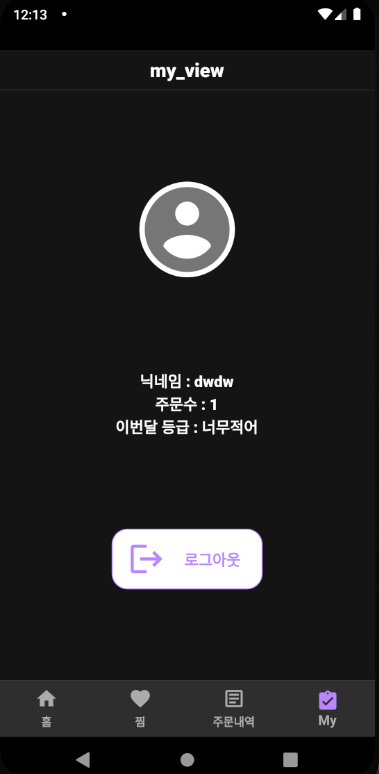 12:13
my_view
닉네임 : dwdw
주문수 : 1
이번달 등급 : 너무적어
로그아웃
홈
찜
주문내역
My